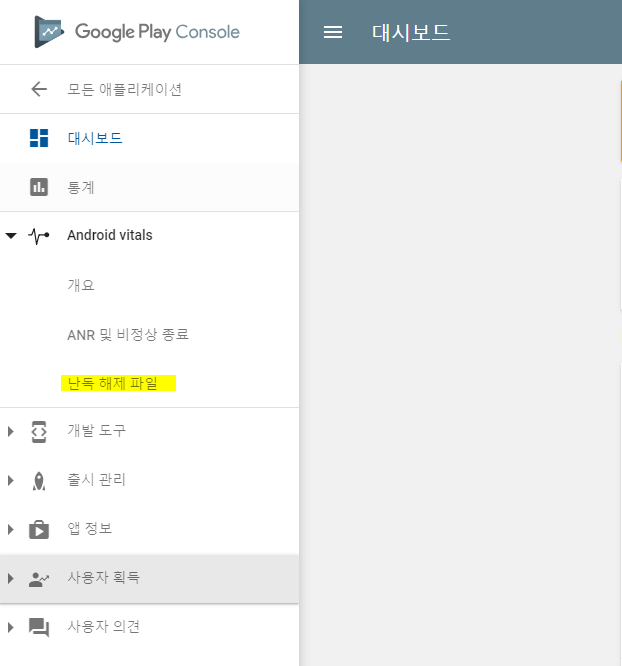 Google Play Console
대시보드
모든 애플리케이션
대시보드
통계
Android vitals
개요
ANR 및 비정상 종료
난독 해제 파일
개발 도구
출시 관리
앱 정보
사용자 획득
사용자 의견